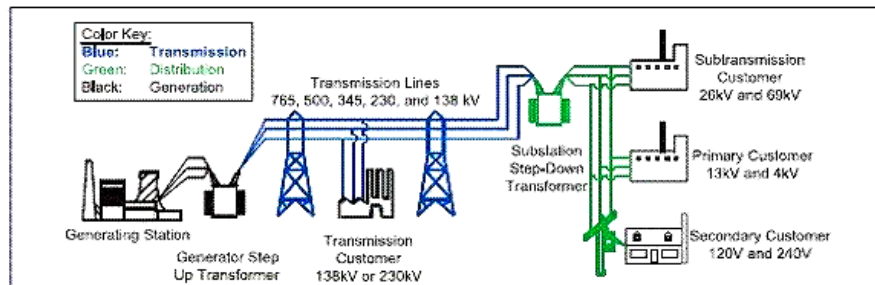 Color Key:
Blue: Transmission
Green: Distribution
Black: Generation
Transmission Lines
765, 500, 345, 230, and 138 kV
Subtransmission
Customer
26kV and 69kV
Substation
Step-Down
Transformer
Primary Customer
13kV and 4kV
Generating Station
Generator Step
Up Transformer
Transmission
Customer
138kV or 230kV
Secondary Customer
120V and 240V